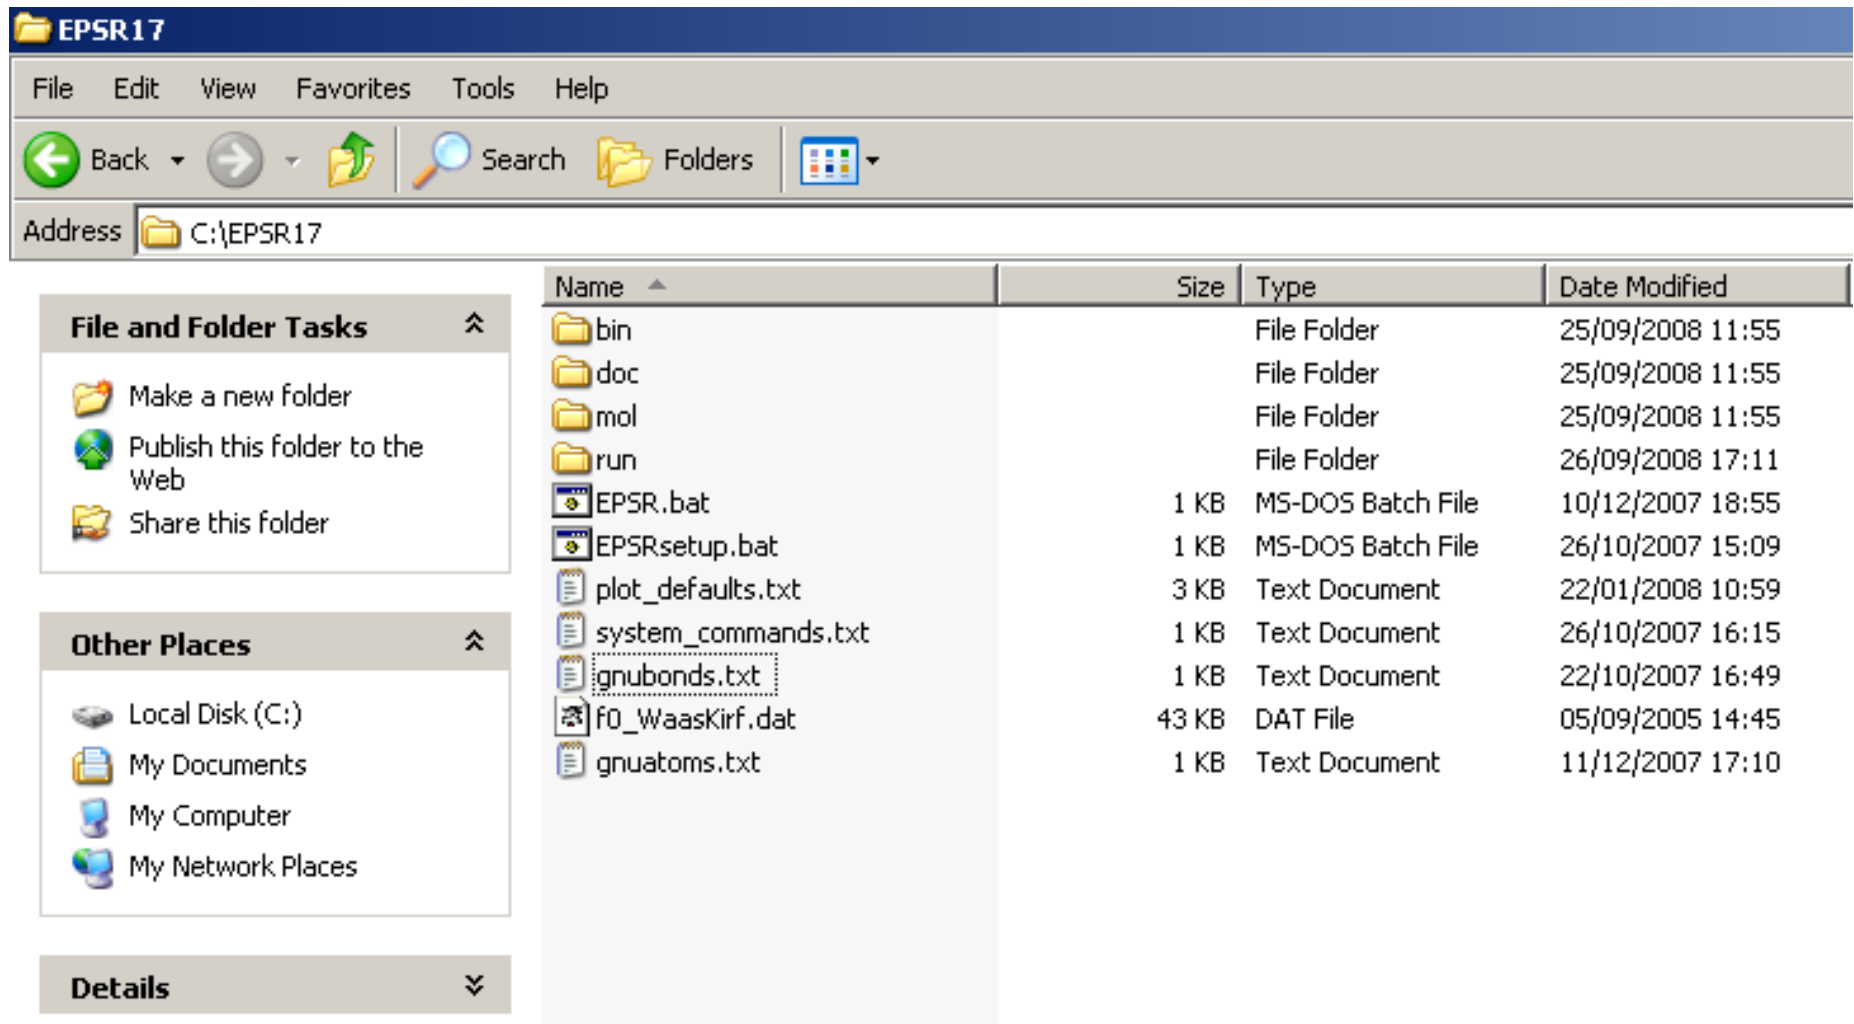 EPSR17
File Edit View Favorites Tools Help
Back Search Folders
Address C:\EPSR17
File and Folder Tasks
Make a new folder
Publish this folder to the
Web
Share this folder
Other Places
Local Disk (C:)
My Documents
My Computer
My Network Places
Details
Name Size Type Date Modified
bin File Folder 25/09/2008 11:55
doc File Folder 25/09/2008 11:55
mol File Folder 25/09/2008 11:55
run File Folder 26/09/2008 17:11
EPSR.bat 1 KB MS-DOS Batch File 10/12/2007 18:55
EPSRsetup.bat 1 KB MS-DOS Batch File 26/10/2007 15:09
plot_defaults.txt 3 KB Text Document 22/01/2008 10:59
system_commands.txt 1 KB Text Document 26/10/2007 16:15
gnubonds.txt 1 KB Text Document 22/10/2007 16:49
f0_WaasKirf.dat 43 KB DAT File 05/09/2005 14:45
gnuatoms.txt 1 KB Text Document 11/12/2007 17:10